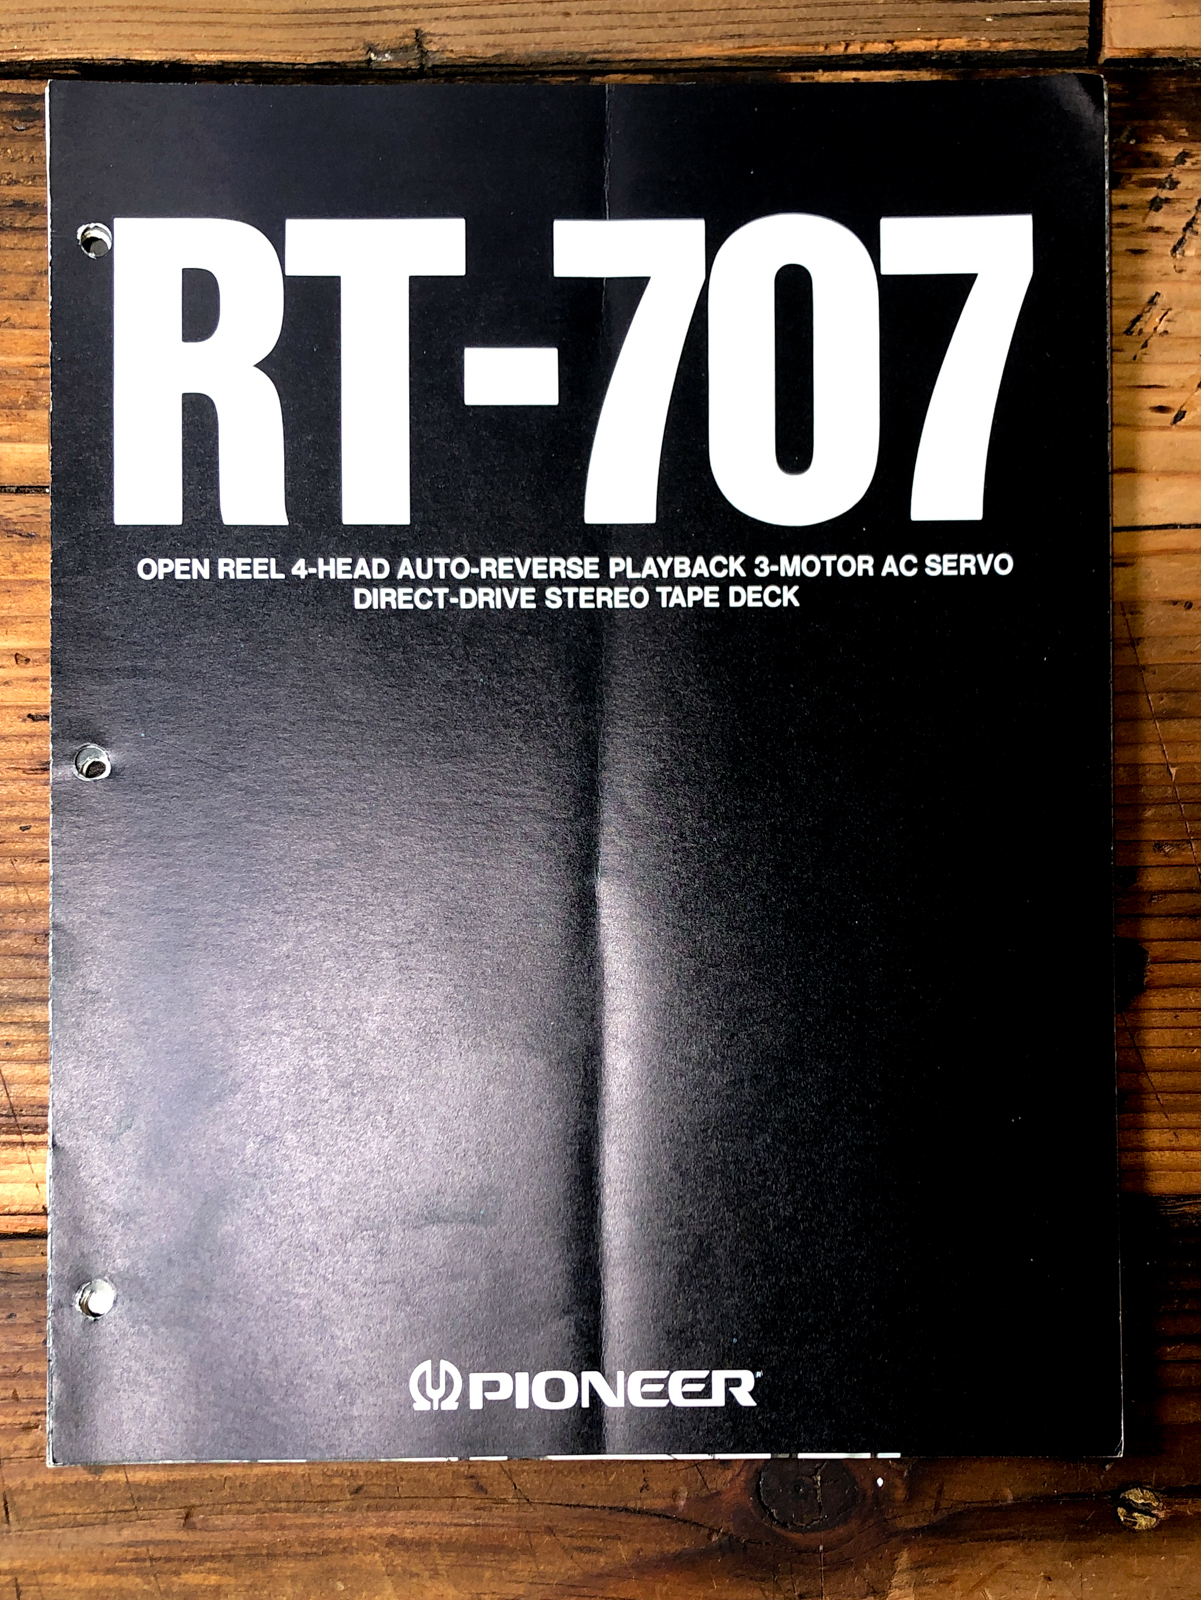 RT-707
OPEN REEL 4-HEAD AUTO-REVERSE PLAYBACK 3-MOTOR AC SERVO
DIRECT-DRIVE STEREO TAPE DECK
PIONEER